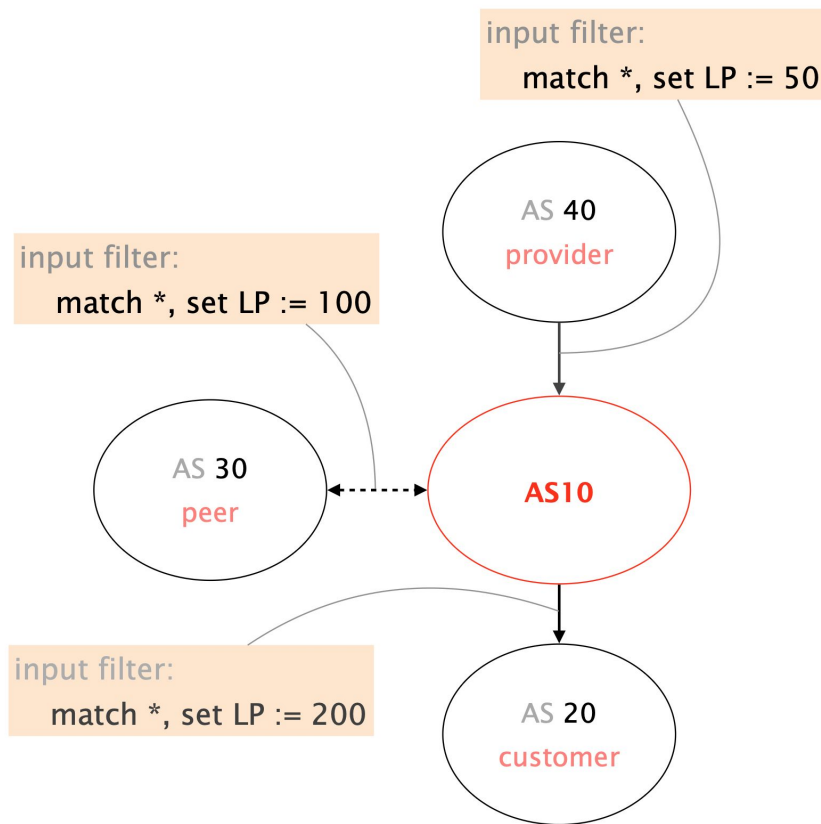 input filter:
match *, set LP := 50
AS 40
provider
input filter:
match *, set LP := 100
AS 30
peer
AS10
input filter:
match *, set LP := 200
AS 20
customer